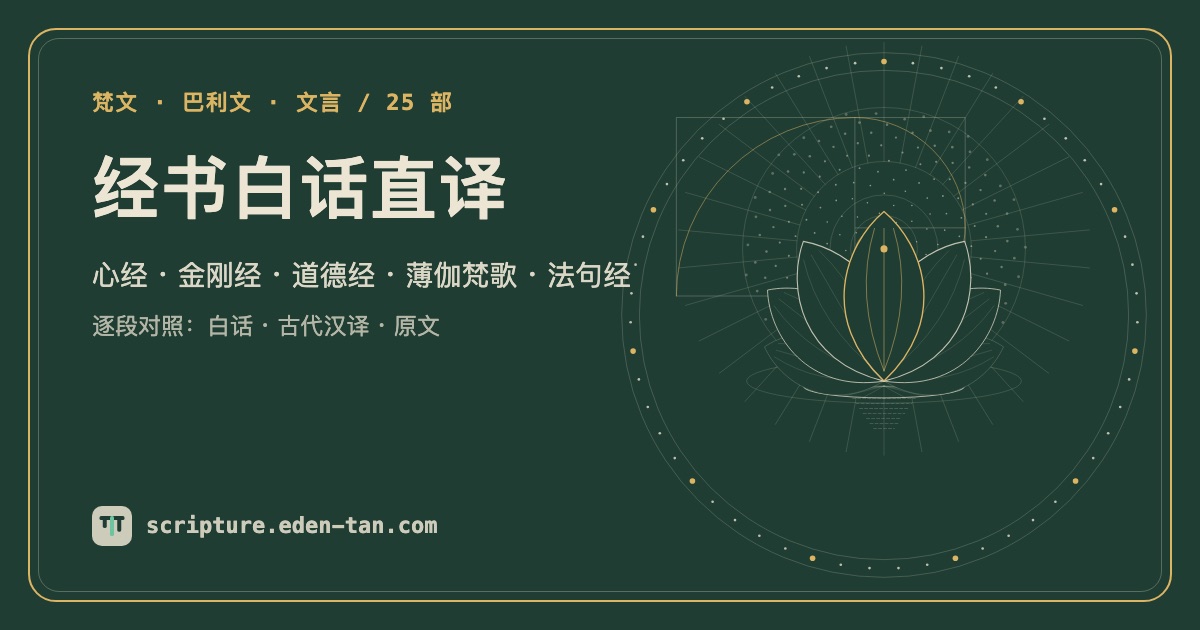 梵文 · 巴利文 · 文言 / 25 部
经书白话直译
心经 · 金刚经 · 道德经 · 薄伽梵歌 · 法句经
逐段对照：白话 · 古代汉译 · 原文
scripture.eden-tan.com